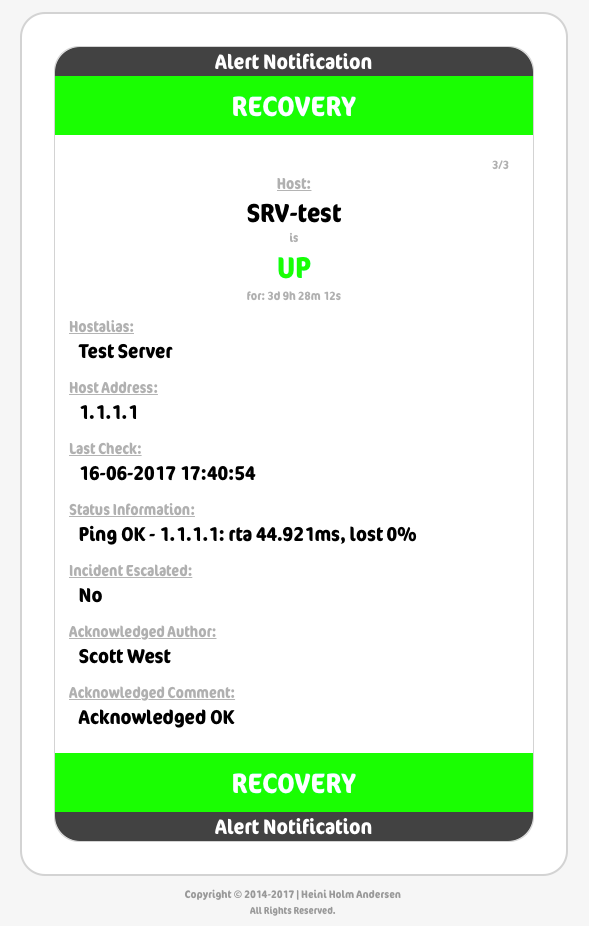 Alert Notification
RECOVERY
3/3
Host:
SRV-test
is
UP
for: 3d 9h 28m 12s
Hostalias:
Test Server
Host Address:
1.1.1.1
Last Check:
16-06-2017 17:40:54
Status Information:
Ping OK - 1.1.1.1: rta 44.921ms, lost 0%
Incident Escalated:
No
Acknowledged Author:
Scott West
Acknowledged Comment:
Acknowledged OK
RECOVERY
Alert Notification
Copyright © 2014-2017 | Heini Holm Andersen
All Rights Reserved.